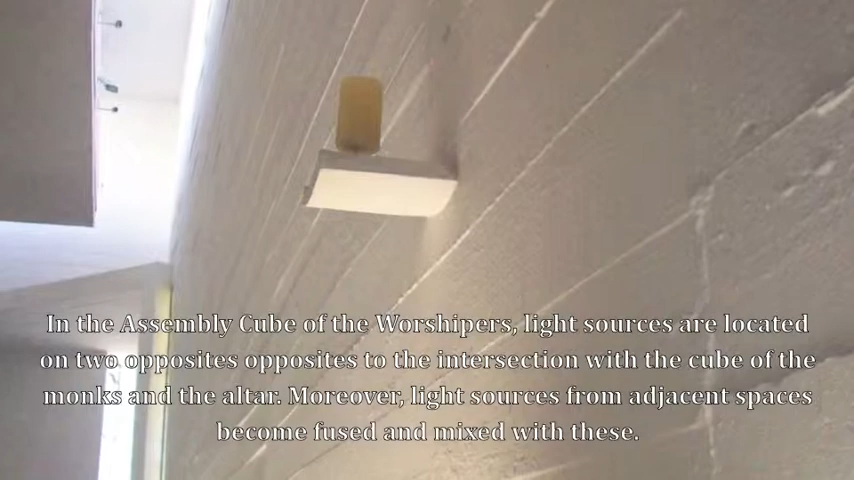 In the Assembly Cube of the Worshipers, light sources are located
on two opposites opposites to the intersection with the cube of the
monks and the altar. Moreover, light sources from adjacent spaces
become fused and mixed with these.